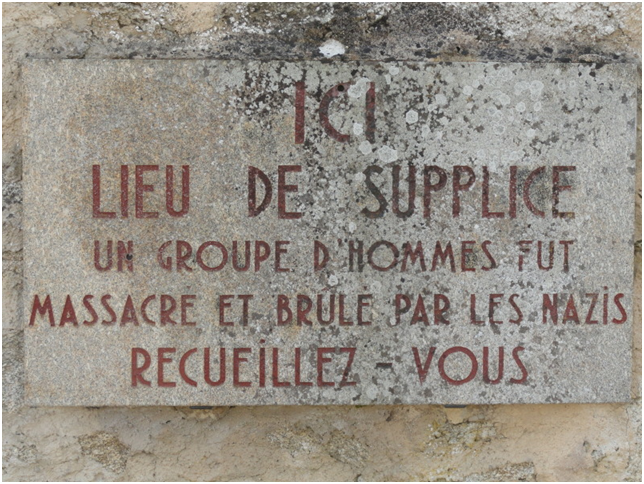 ICI
LIEU DE SUPPLICE
UN GROUPE D'HOMMES FUT
MASSACRE ET BRULE PAR LES NAZIS
RECUEILLEZ - VOUS